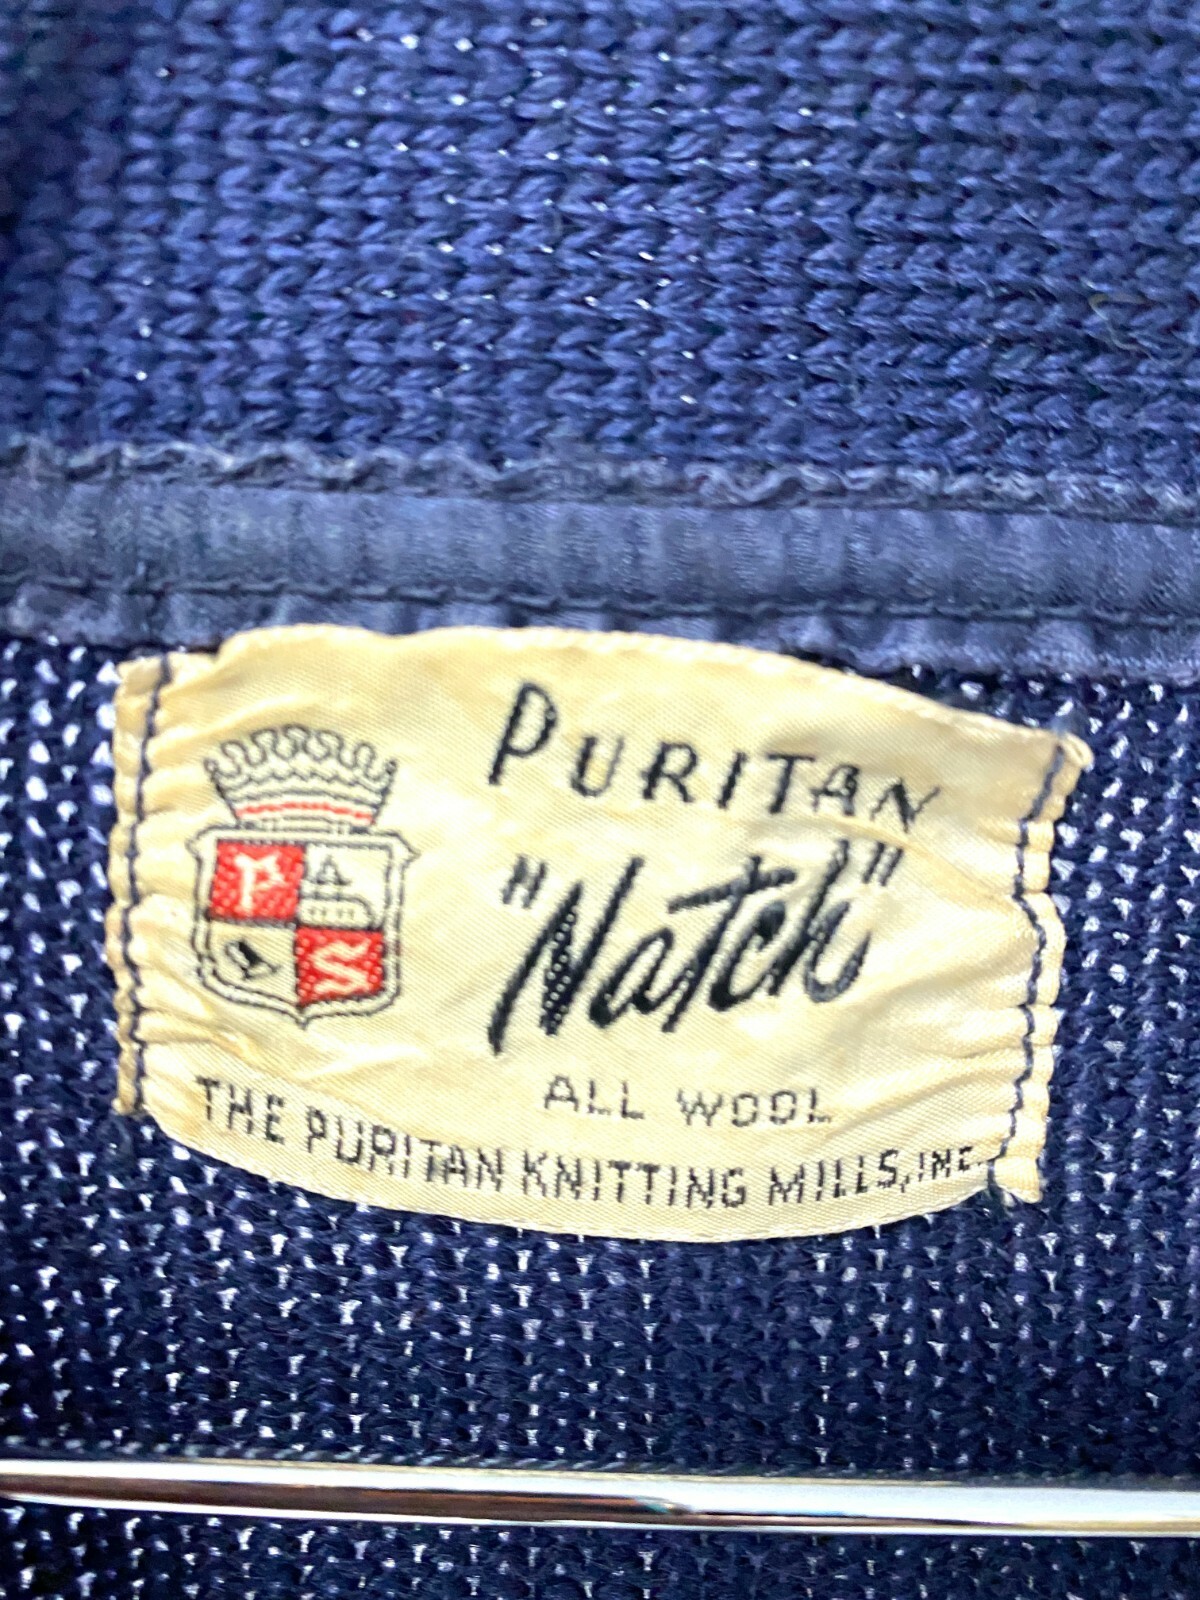 PURITAN
"Natch"
P
S
ALL WOOL
THE PURITAN KNITTING MILLS, INC.